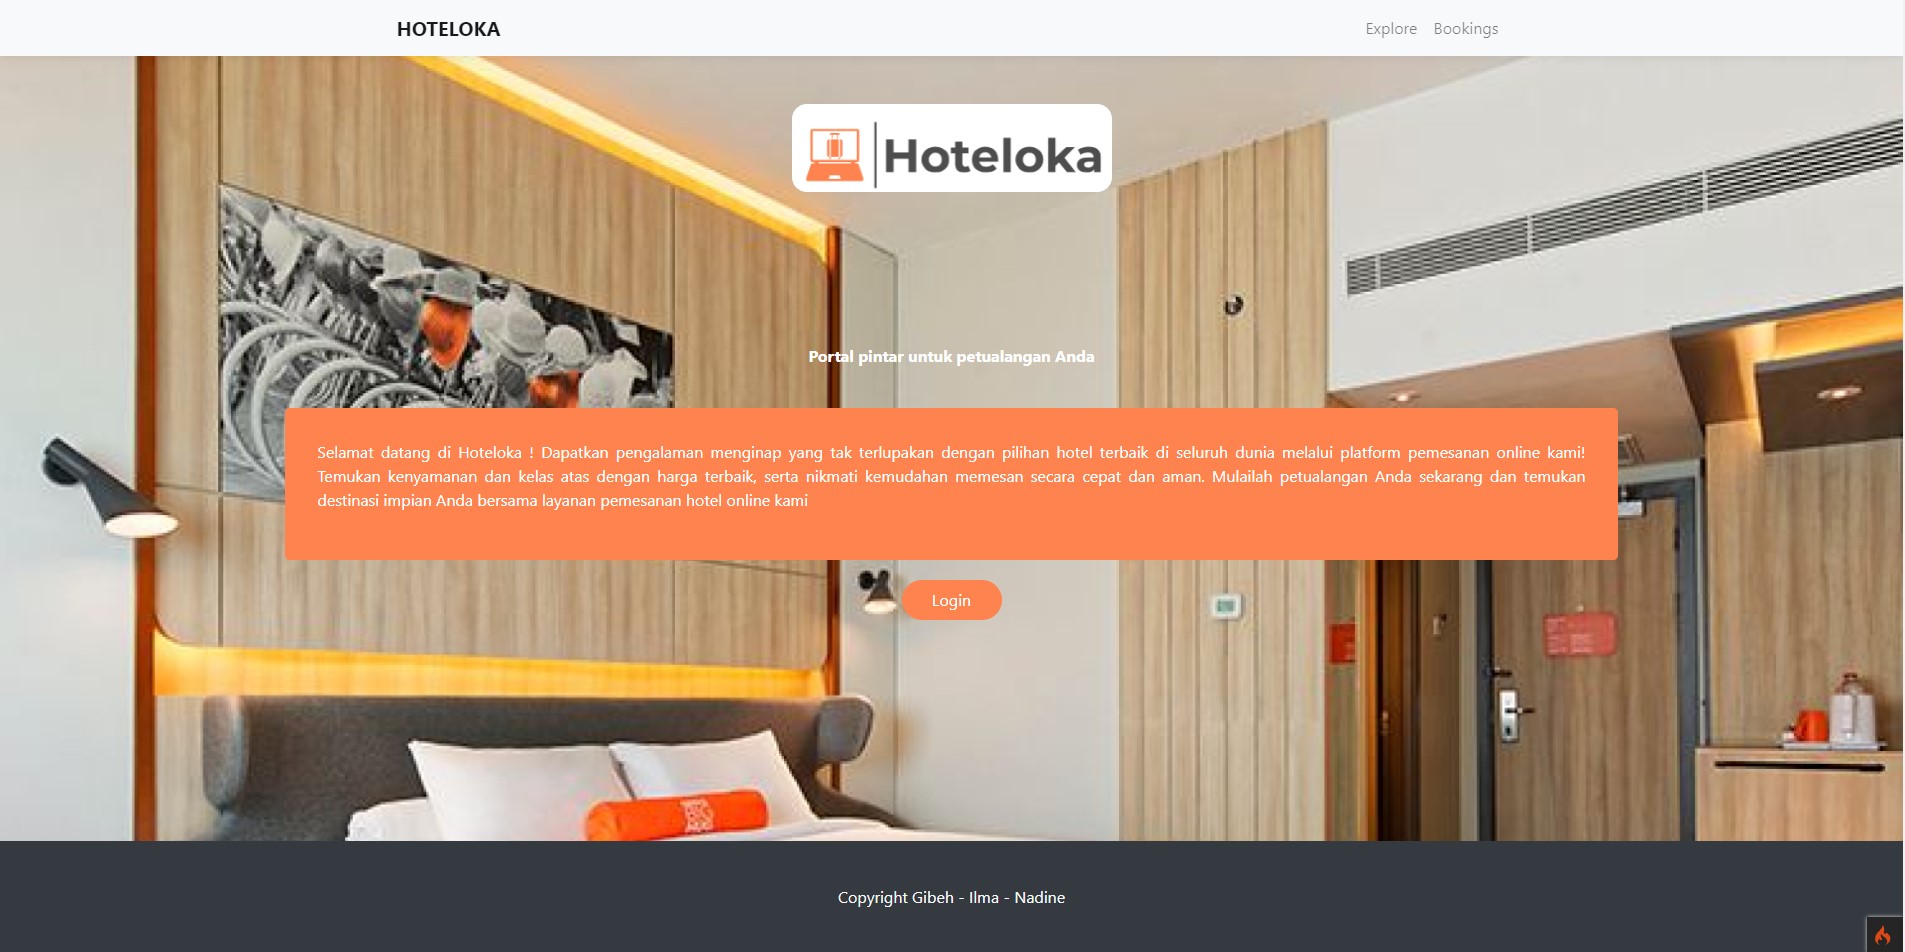 HOTELOKA
Explore
Bookings
Hoteloka
Portal pintar untuk petualangan Anda
Selamat datang di Hoteloka ! Dapatkan pengalaman menginap yang tak terlupakan dengan pilihan hotel terbaik di seluruh dunia melalui platform pemesanan online kami!
Temukan kenyamanan dan kelas atas dengan harga terbaik, serta nikmati kemudahan memesan secara cepat dan aman. Mulailah petualangan Anda sekarang dan temukan
destinasi impian Anda bersama layanan pemesanan hotel online kami
Login
Copyright Gibeh - Ilma - Nadine